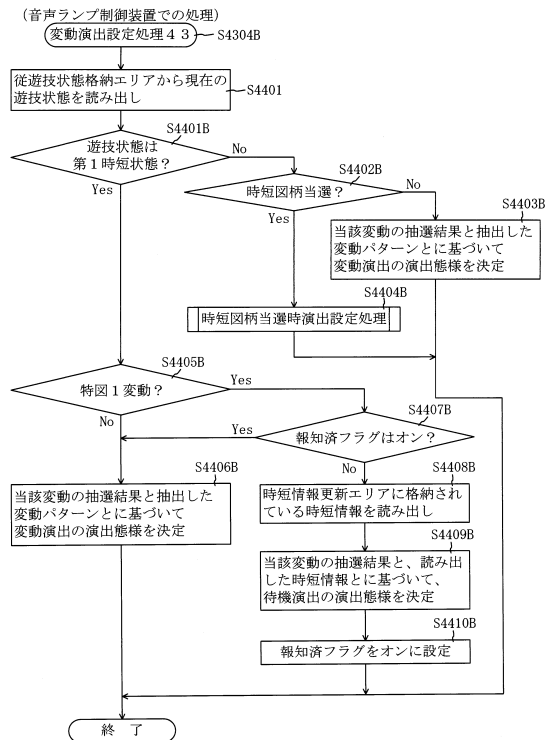 （音声ランプ制御装置での処理）
変動演出設定処理４３
S4304B
従遊技状態格納エリアから現在の
遊技状態を読み出し
S4401
S4401B
遊技状態は
第１時短状態？
No
Yes
S4402B
時短図柄当選？
No
Yes
S4403B
当該変動の抽選結果と抽出した
変動パターンとに基づいて
変動演出の演出態様を決定
S4404B
時短図柄当選時演出設定処理
S4405B
特図１変動？
Yes
No
S4407B
報知済フラグはオン？
Yes
No
S4406B
当該変動の抽選結果と抽出した
変動パターンとに基づいて
変動演出の演出態様を決定
S4408B
時短情報更新エリアに格納され
ている時短情報を読み出し
S4409B
当該変動の抽選結果と、読み出
した時短情報とに基づいて、
待機演出の演出態様を決定
S4410B
報知済フラグをオンに設定
終　了